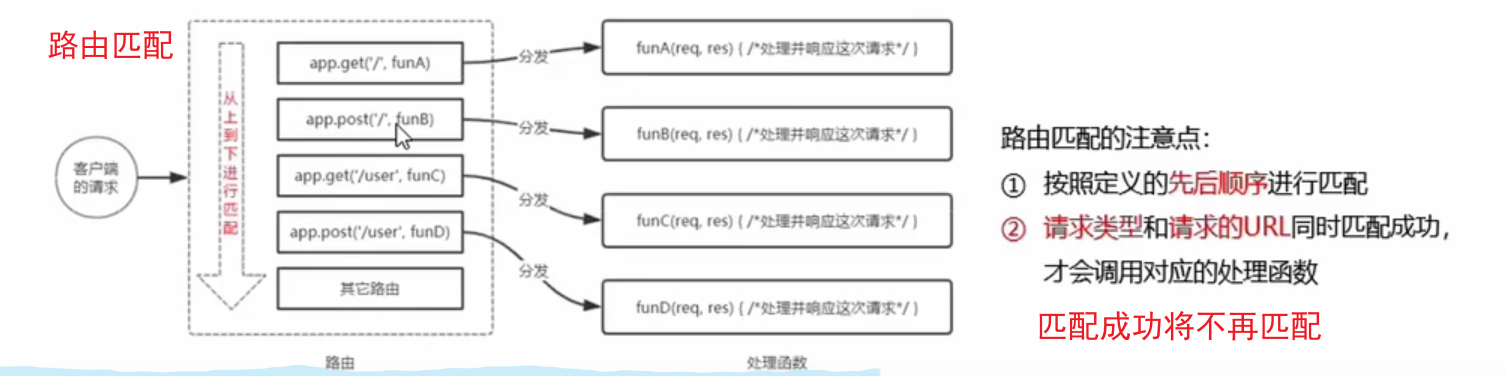 路由匹配
从上到下进行匹配
客户端
的请求
app.get('/', funA)
app.post('/', funB)
app.get('/user', funC)
app.post('/user', funD)
其它路由
路由
分发
分发
分发
分发
funA(req, res) { /*处理并响应这次请求*/ }
funB(req, res) { /*处理并响应这次请求*/ }
funC(req, res) { /*处理并响应这次请求*/ }
funD(req, res) { /*处理并响应这次请求*/ }
处理函数
路由匹配的注意点：
① 按照定义的先后顺序进行匹配
② 请求类型和请求的URL同时匹配成功，
才会调用对应的处理函数
匹配成功将不再匹配